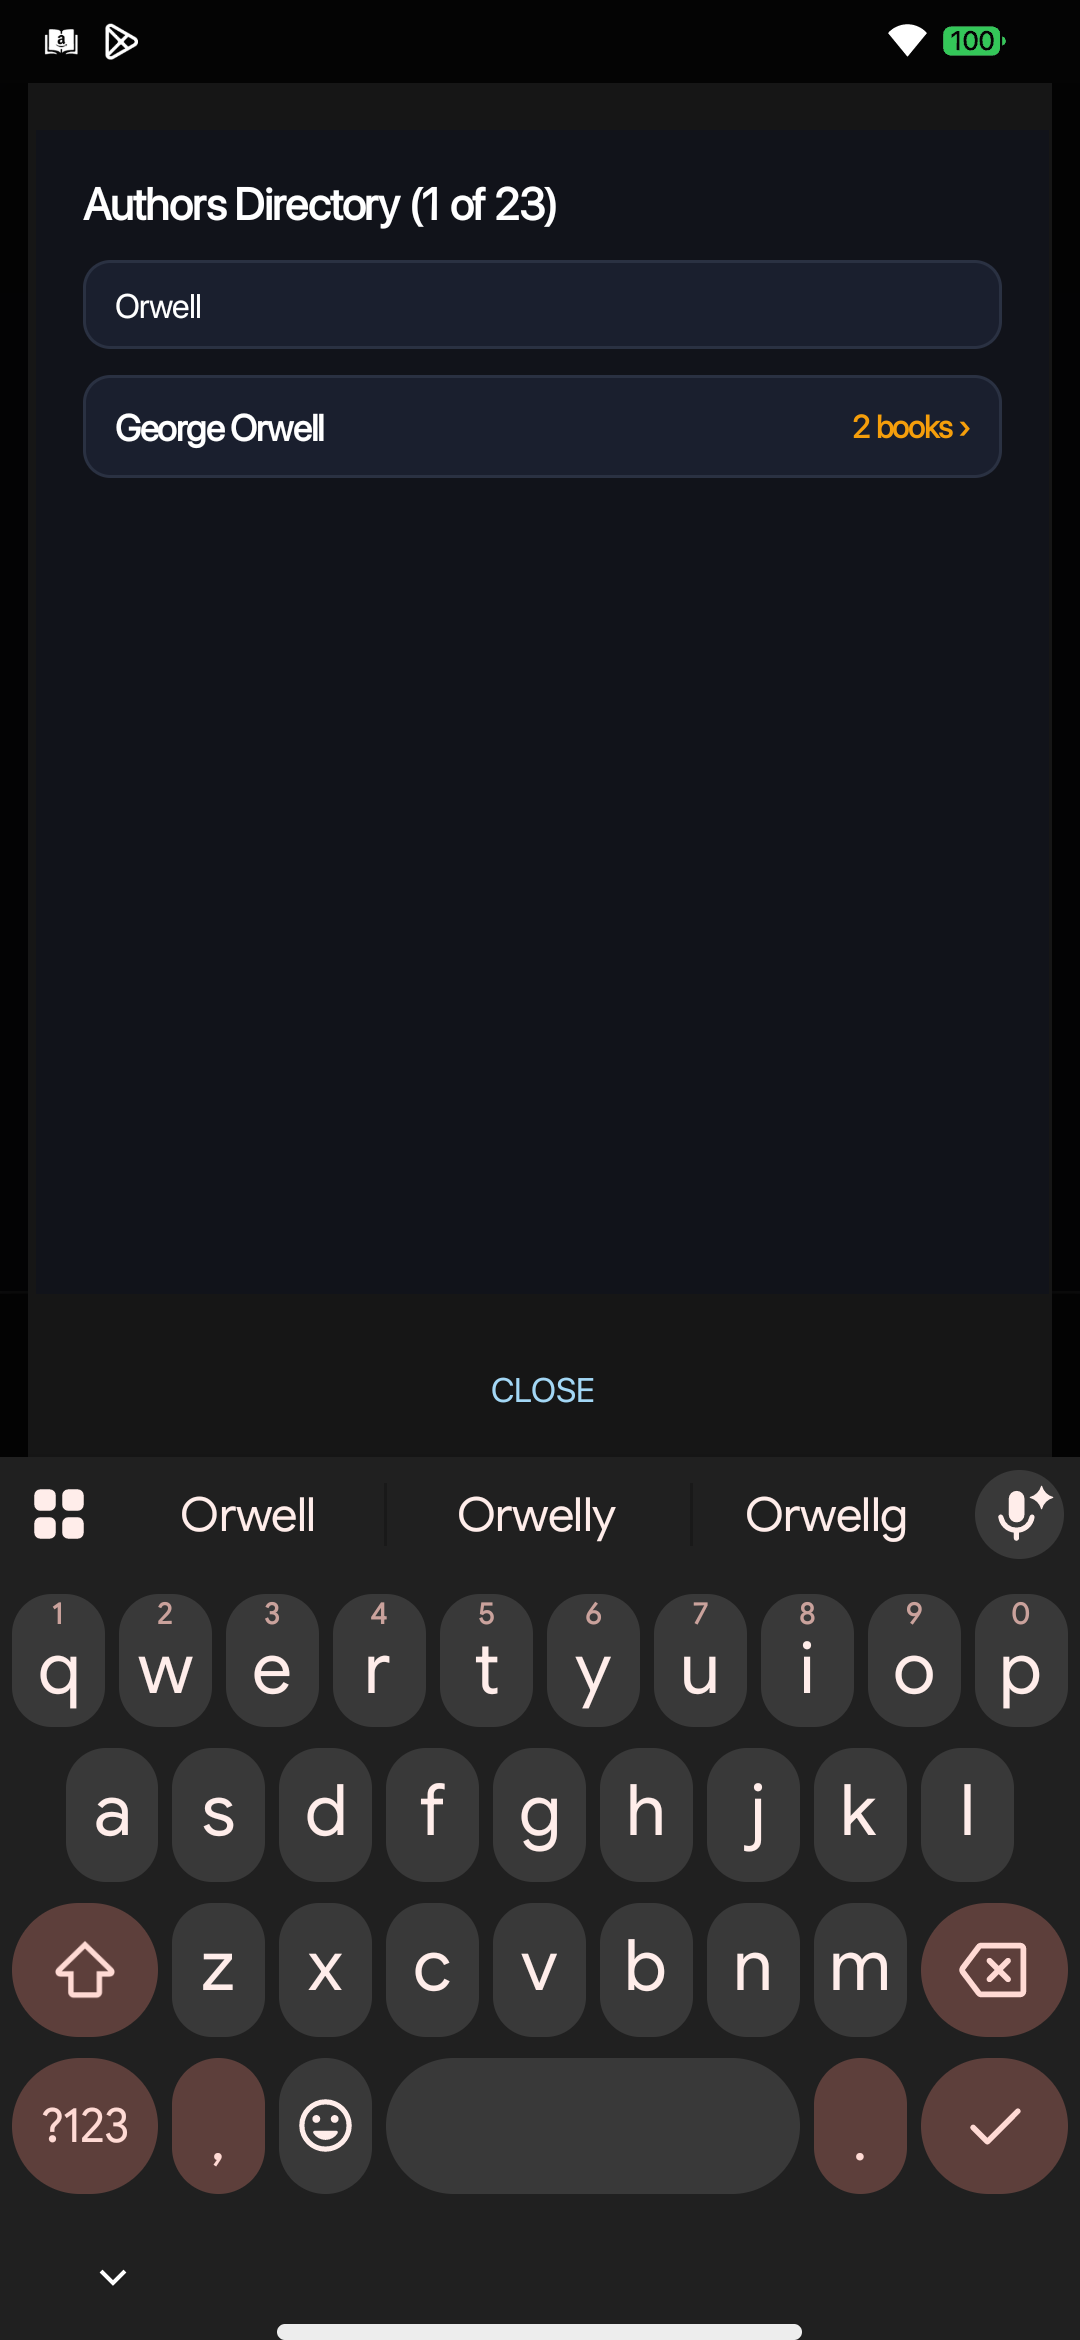 100
Authors Directory (1 of 23)
Orwell
George Orwell 2 books ›
CLOSE
Orwell Orwelly Orwellg
1 2 3 4 5 6 7 8 9 0
q w e r t y u i o p
a s d f g h j k l
z x c v b n m
?123 , .